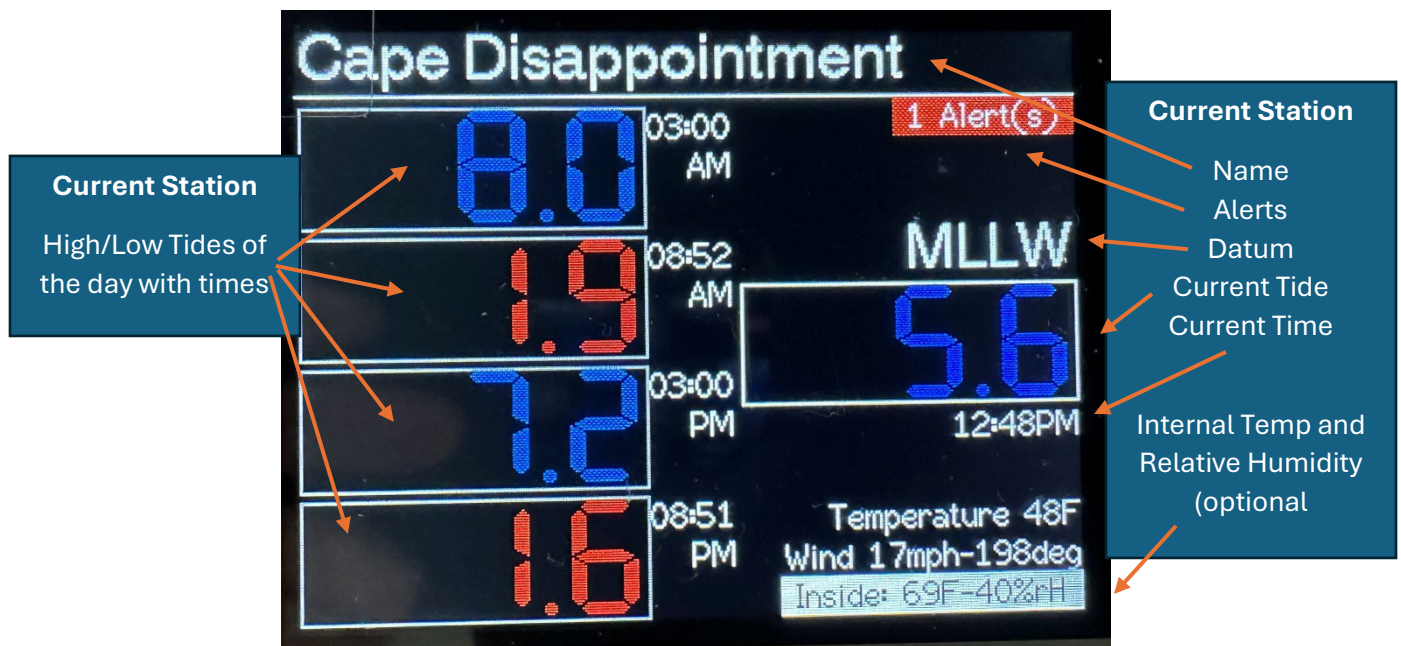 Cape Disappointment
1 Alert(s)
8.0
03:00
AM
1.9
08:52
AM
7.2
03:00
PM
1.6
08:51
PM
MLLW
5.6
12:48PM
Temperature 48F
Wind 17mph-198deg
Inside: 69F-40%rH
Current Station
High/Low Tides of
the day with times
Current Station
Name
Alerts
Datum
Current Tide
Current Time
Internal Temp and
Relative Humidity
(optional